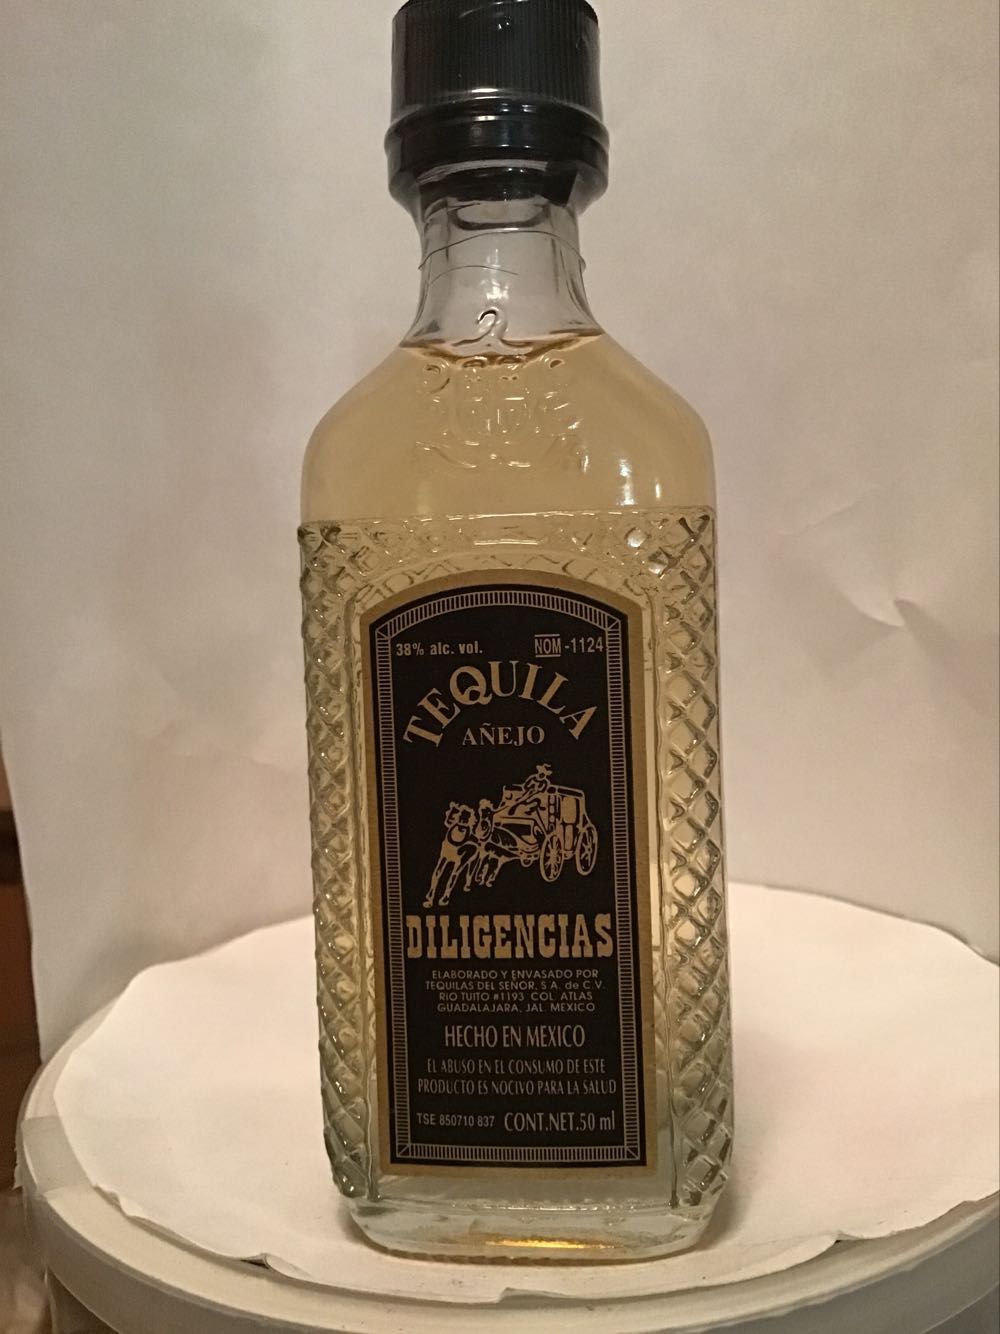 38% alc. vol. NOM-1124
TEQUILA
AÑEJO
DILIGENCIAS
ELABORADO Y ENVASADO POR
TEQUILAS DEL SEÑOR, S.A. de C.V.
RIO TUITO #1193 COL. ATLAS
GUADALAJARA, JAL. MEXICO
HECHO EN MEXICO
EL ABUSO EN EL CONSUMO DE ESTE
PRODUCTO ES NOCIVO PARA LA SALUD
TSE 850710 837 CONT.NET.50 ml